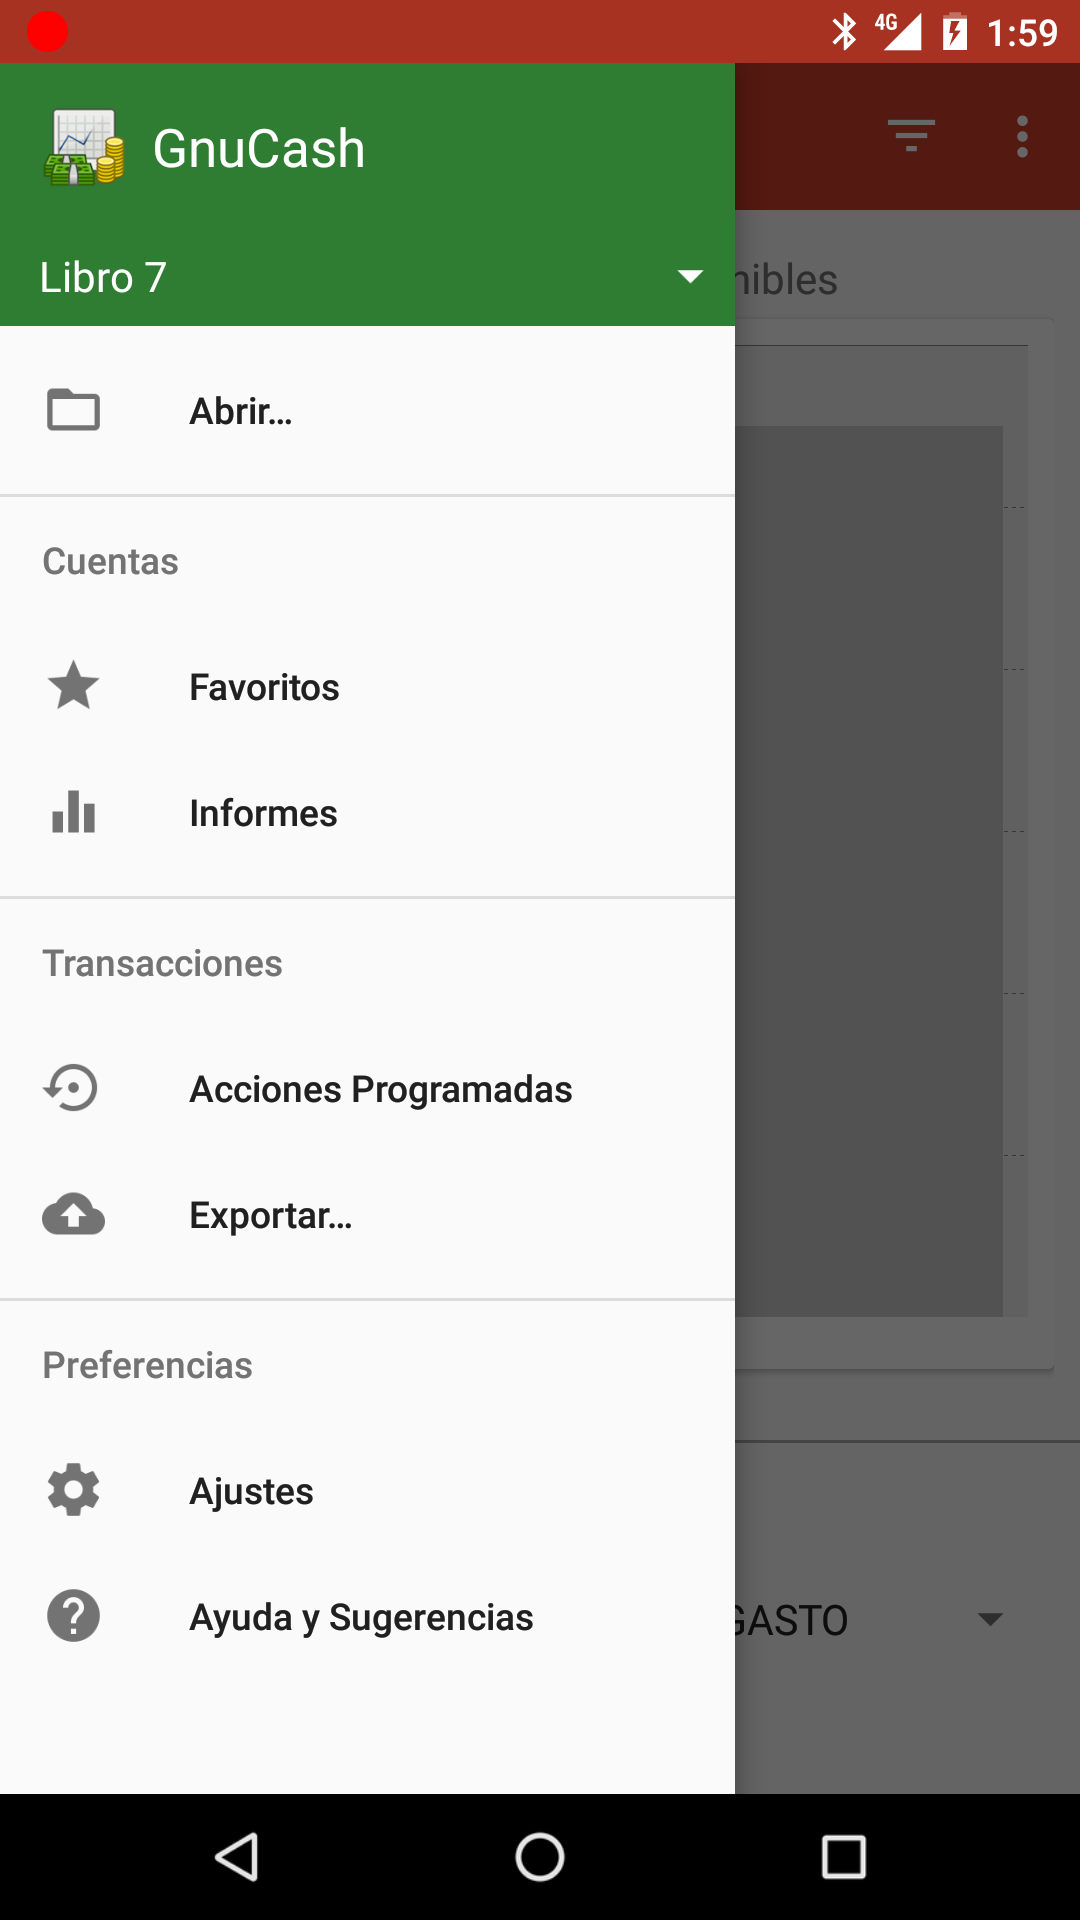 4G 1:59
GnuCash
Libro 7
nibles
Abrir...
Cuentas
Favoritos
Informes
Transacciones
Acciones Programadas
Exportar...
Preferencias
Ajustes
GASTO
Ayuda y Sugerencias